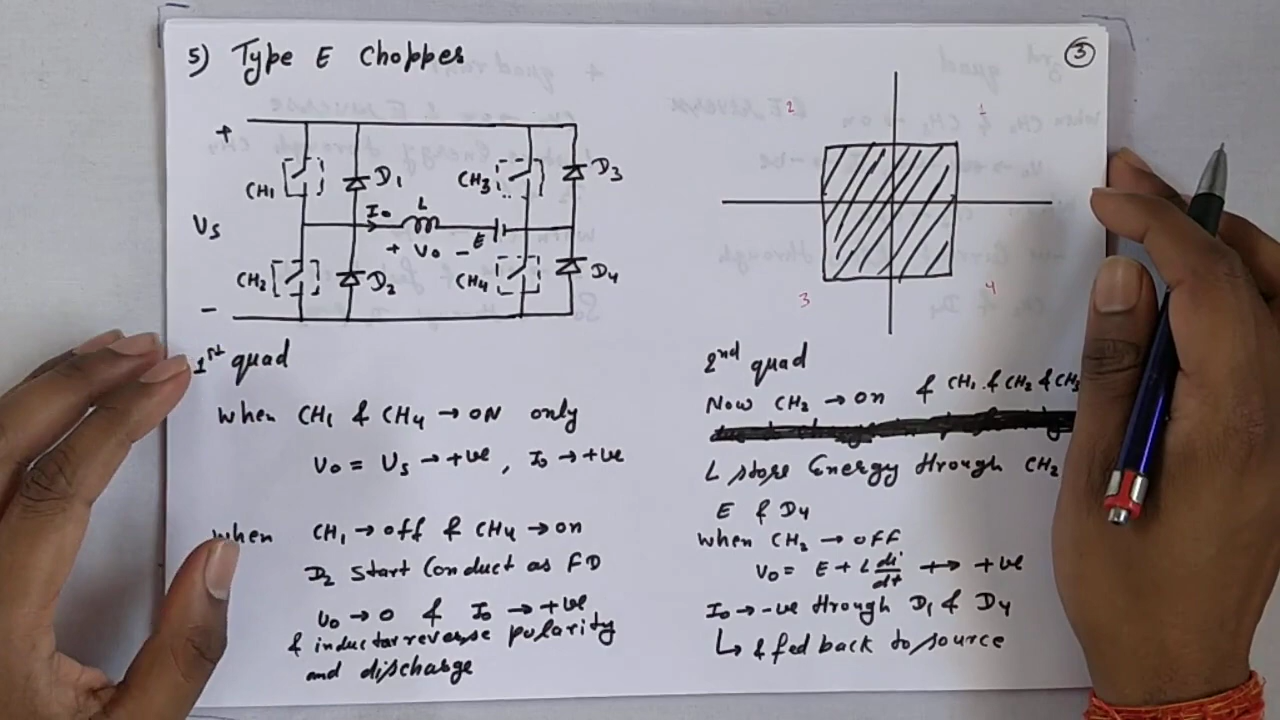 5) Type E Chopper
3
+
CH1
D1
CH3
D3
Vs
Io
L
+ Vo -
E
CH2
D2
CH4
D4
-
2
1
3
4
1st quad
when CH1 & CH4 → ON only
Vo = Vs → +ve , Io → +ve
when CH1 → off & CH4 → on
D2 start Conduct as FD
Vo → 0 & Io → +ve
& inductor reverse polarity
and discharge
2nd quad
Now CH2 → on & CH1 & CH2 & CH3
L store Energy through CH2
E & D4
when CH2 → OFF
Vo = E + L di/dt → +ve
Io → -ve through D1 & D4
↳ & fed back to source